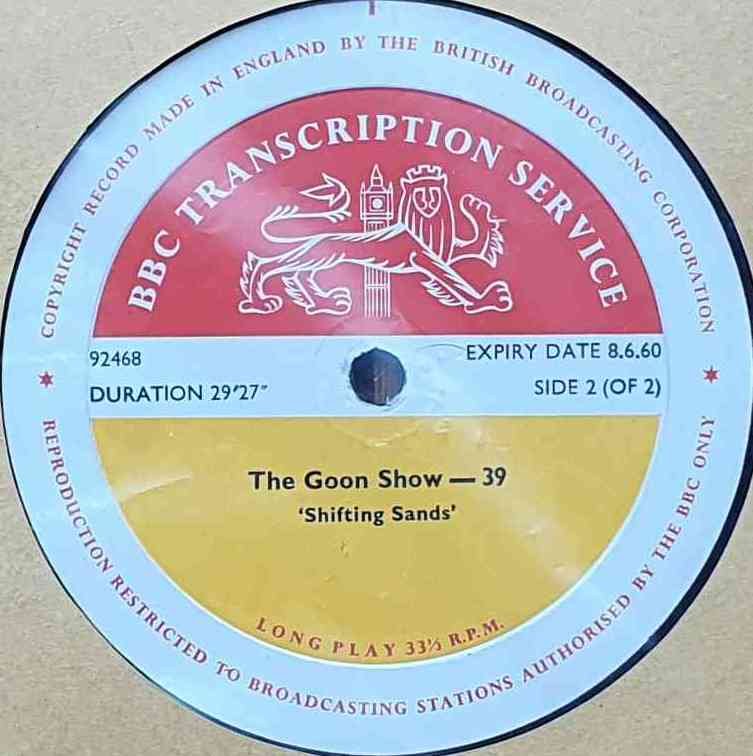 COPYRIGHT RECORD MADE IN ENGLAND BY THE BRITISH BROADCASTING CORPORATION
BBC TRANSCRIPTION SERVICE
92468
EXPIRY DATE 8.6.60
DURATION 29'27"
SIDE 2 (OF 2)
The Goon Show — 39
'Shifting Sands'
LONG PLAY 33⅓ R.P.M.
REPRODUCTION RESTRICTED TO BROADCASTING STATIONS AUTHORISED BY THE BBC ONLY